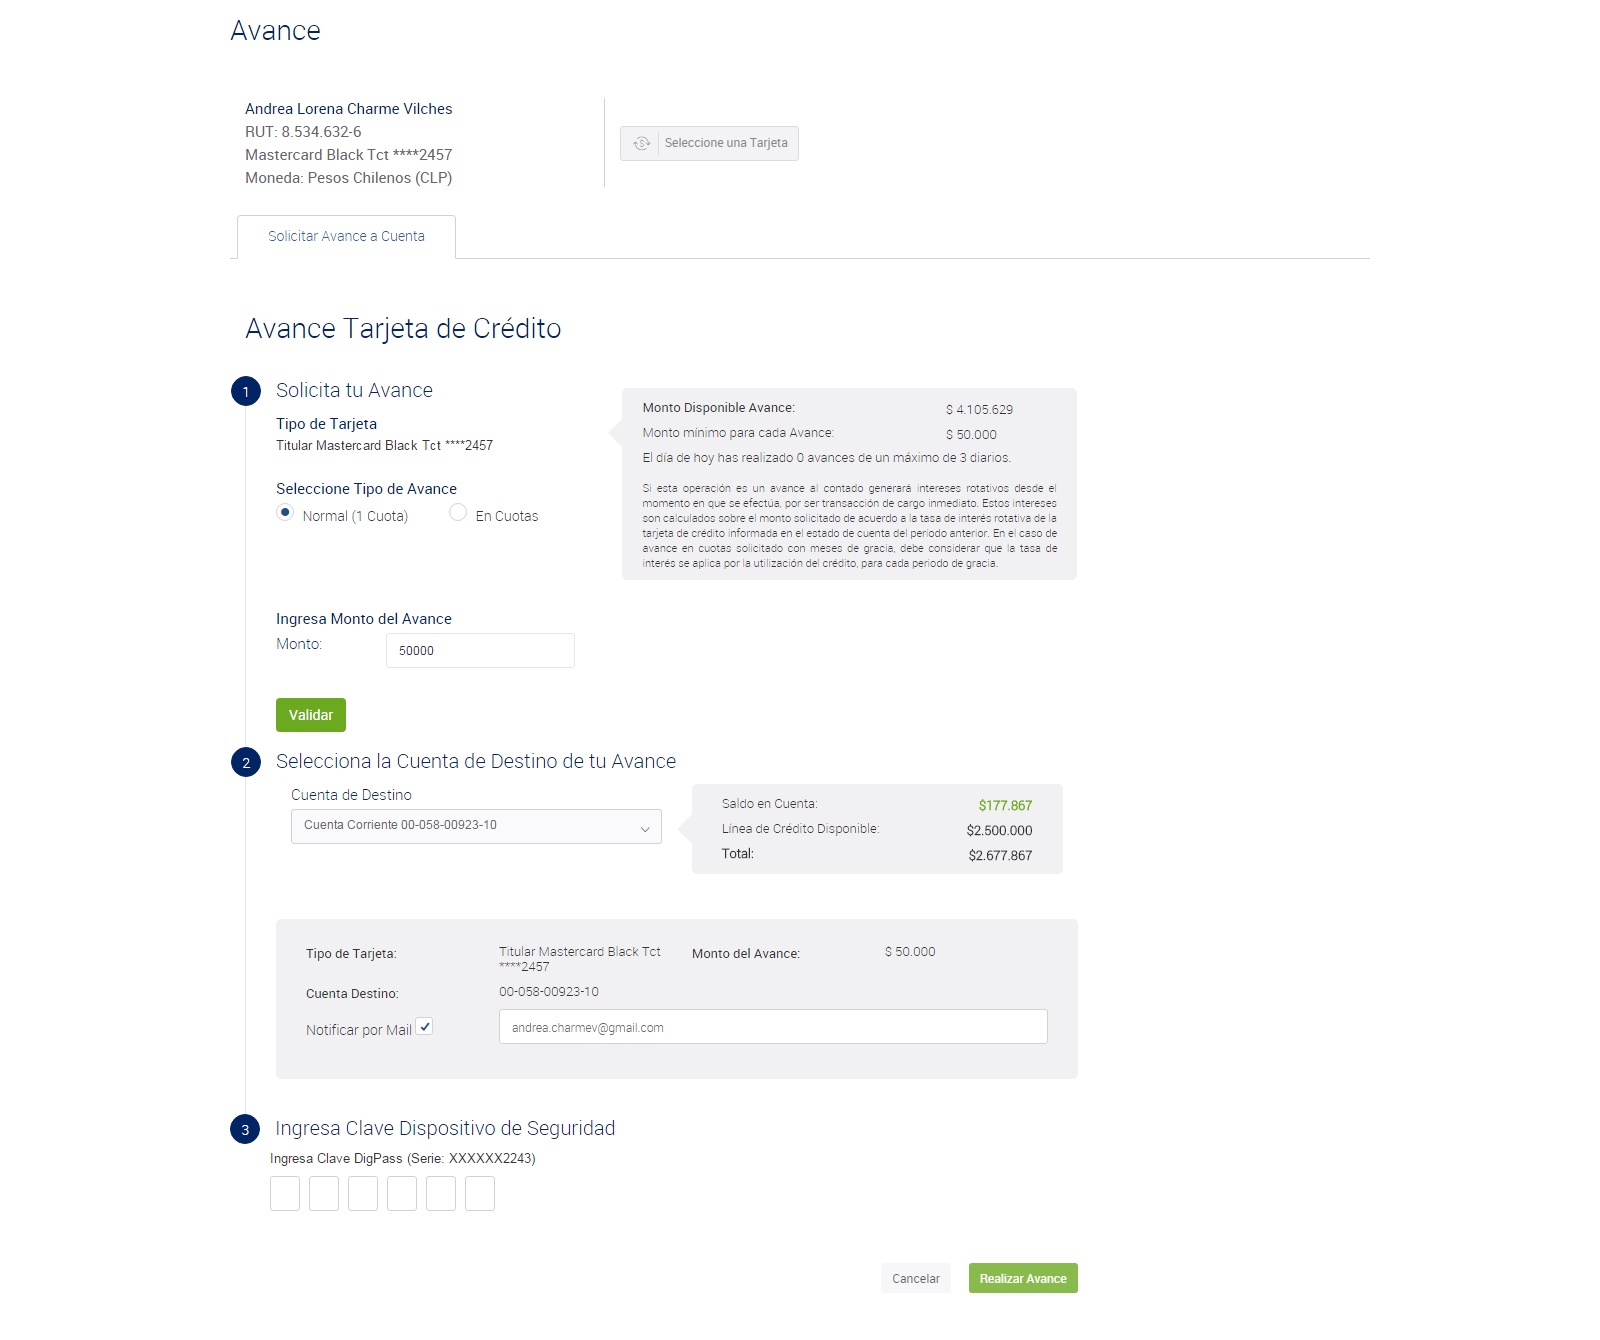 Avance
Andrea Lorena Charme Vilches
RUT: 8.534.632-6
Mastercard Black Tct ****2457
Moneda: Pesos Chilenos (CLP)
Seleccione una Tarjeta
Solicitar Avance a Cuenta
Avance Tarjeta de Crédito
1 Solicita tu Avance
Tipo de Tarjeta
Titular Mastercard Black Tct ****2457
Seleccione Tipo de Avance
Normal (1 Cuota) En Cuotas
Monto Disponible Avance: $ 4.105.629
Monto mínimo para cada Avance: $ 50.000
El día de hoy has realizado 0 avances de un máximo de 3 diarios.
Si esta operación es un avance al contado generará intereses rotativos desde el
momento en que se efectúa, por ser transacción de cargo inmediato. Estos intereses
son calculados sobre el monto solicitado de acuerdo a la tasa de interés rotativa de la
tarjeta de crédito informada en el estado de cuenta del período anterior. En el caso de
avance en cuotas solicitado con meses de gracia, debe considerar que la tasa de
interés se aplica por la utilización del crédito, para cada periodo de gracia.
Ingresa Monto del Avance
Monto: 50000
Validar
2 Selecciona la Cuenta de Destino de tu Avance
Cuenta de Destino
Cuenta Corriente 00-058-00923-10
Saldo en Cuenta: $177.867
Línea de Crédito Disponible: $2.500.000
Total: $2.677.867
Tipo de Tarjeta: Titular Mastercard Black Tct
****2457
Monto del Avance: $ 50.000
Cuenta Destino: 00-058-00923-10
Notificar por Mail andrea.charmev@gmail.com
3 Ingresa Clave Dispositivo de Seguridad
Ingresa Clave DigPass (Serie: XXXXXX2243)
Cancelar Realizar Avance